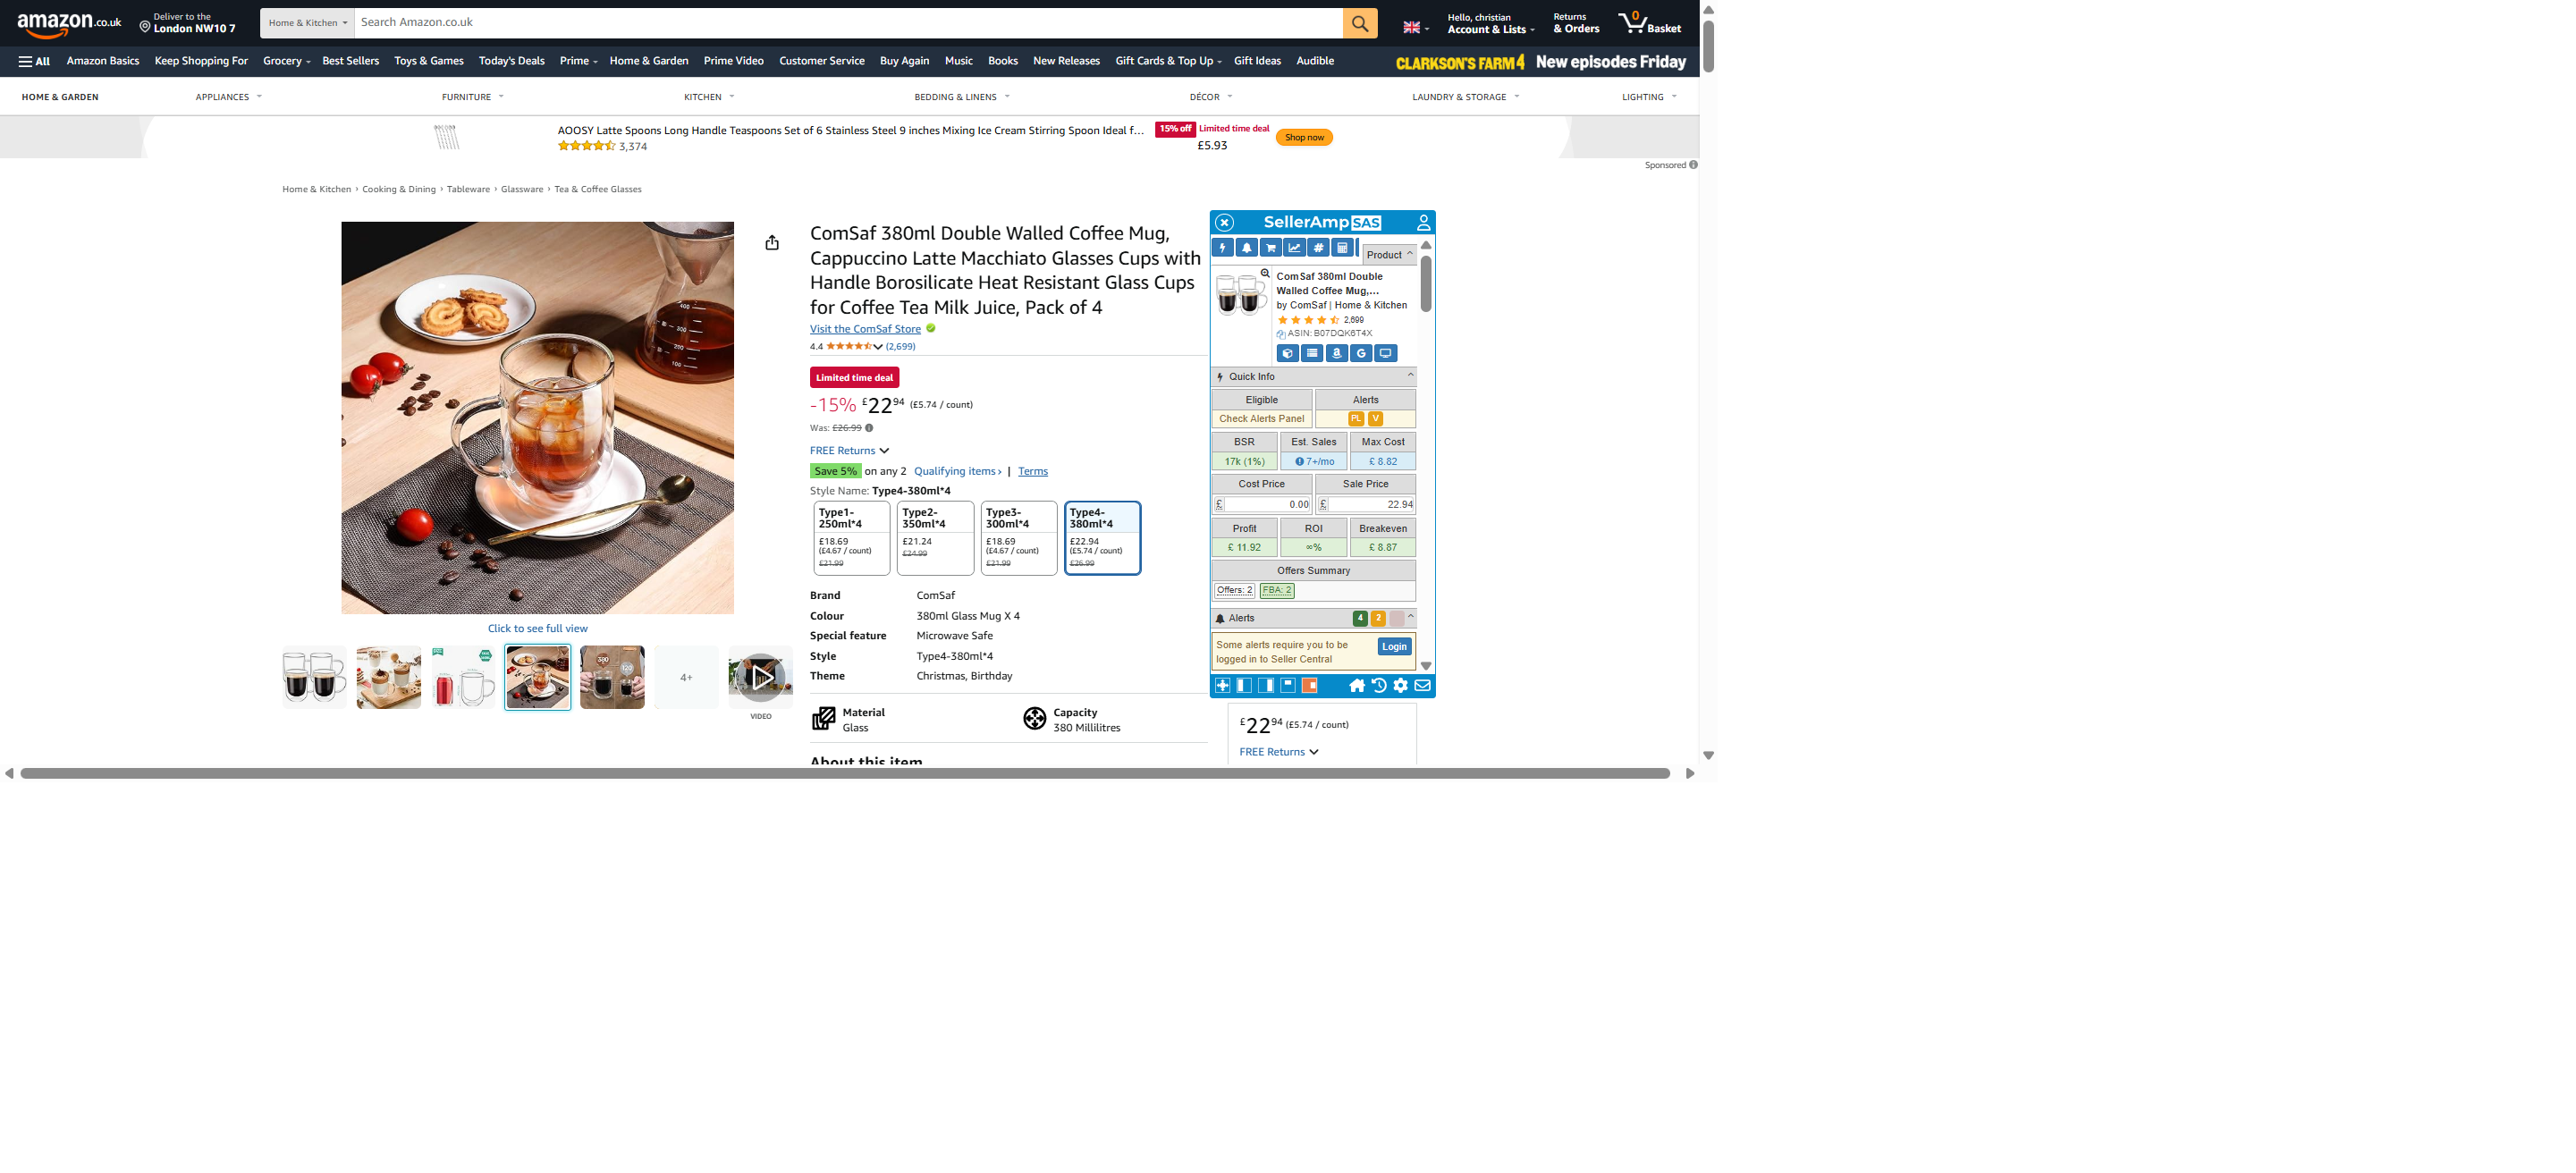 amazon.co.uk
Deliver to the
London NW10 7
Home & Kitchen
Search Amazon.co.uk
Hello, christian
Account & Lists
Returns
& Orders
0
Basket
All
Amazon Basics
Keep Shopping For
Grocery
Best Sellers
Toys & Games
Today's Deals
Prime
Home & Garden
Prime Video
Customer Service
Buy Again
Music
Books
New Releases
Gift Cards & Top Up
Gift Ideas
Audible
CLARKSON'S FARM 4 New episodes Friday
HOME & GARDEN
APPLIANCES
FURNITURE
KITCHEN
BEDDING & LINENS
DÉCOR
LAUNDRY & STORAGE
LIGHTING
AOOSY Latte Spoons Long Handle Teaspoons Set of 6 Stainless Steel 9 inches Mixing Ice Cream Stirring Spoon Ideal f...
3,374
15% off Limited time deal
£5.93
Shop now
Sponsored
Home & Kitchen › Cooking & Dining › Tableware › Glassware › Tea & Coffee Glasses
400
300
200
100
Click to see full view
380
120
4+
VIDEO
ComSaf 380ml Double Walled Coffee Mug,
Cappuccino Latte Macchiato Glasses Cups with
Handle Borosilicate Heat Resistant Glass Cups
for Coffee Tea Milk Juice, Pack of 4
Visit the ComSaf Store
4.4 (2,699)
Limited time deal
-15% £22.94 (£5.74 / count)
Was: £26.99
FREE Returns
Save 5% on any 2 Qualifying items › | Terms
Style Name: Type4-380ml*4
Type1-
250ml*4
£18.69
(£4.67 / count)
£21.99
Type2-
350ml*4
£21.24
£24.99
Type3-
300ml*4
£18.69
(£4.67 / count)
£21.99
Type4-
380ml*4
£22.94
(£5.74 / count)
£26.99
Brand ComSaf
Colour 380ml Glass Mug X 4
Special feature Microwave Safe
Style Type4-380ml*4
Theme Christmas, Birthday
Material
Glass
Capacity
380 Millilitres
About this item
SellerAmp SAS
Product
ComSaf 380ml Double
Walled Coffee Mug,...
by ComSaf | Home & Kitchen
2,699
ASIN: B07DQK6T4X
Quick Info
Eligible
Alerts
Check Alerts Panel
PL V
BSR
Est. Sales
Max Cost
17k (1%)
7+/mo
£ 8.82
Cost Price
Sale Price
£ 0.00
£ 22.94
Profit
ROI
Breakeven
£ 11.92
∞%
£ 8.87
Offers Summary
Offers: 2 FBA: 2
Alerts 4 2
Some alerts require you to be
logged in to Seller Central
Login
£22.94 (£5.74 / count)
FREE Returns